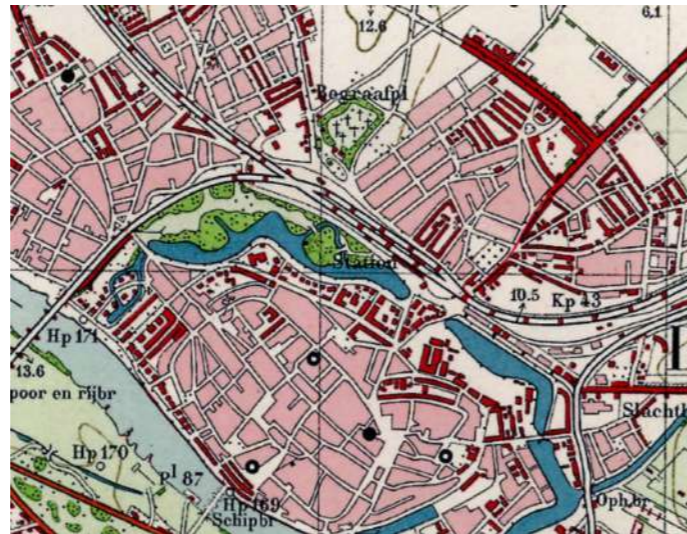 12.6
6.1
Begraafpl
Station
10.5
Kp 43
Hp 171
13.6
poor en rijbr
Slachth
Hp 170
Pl 87
Hp 169
Schipbr
Oph.br